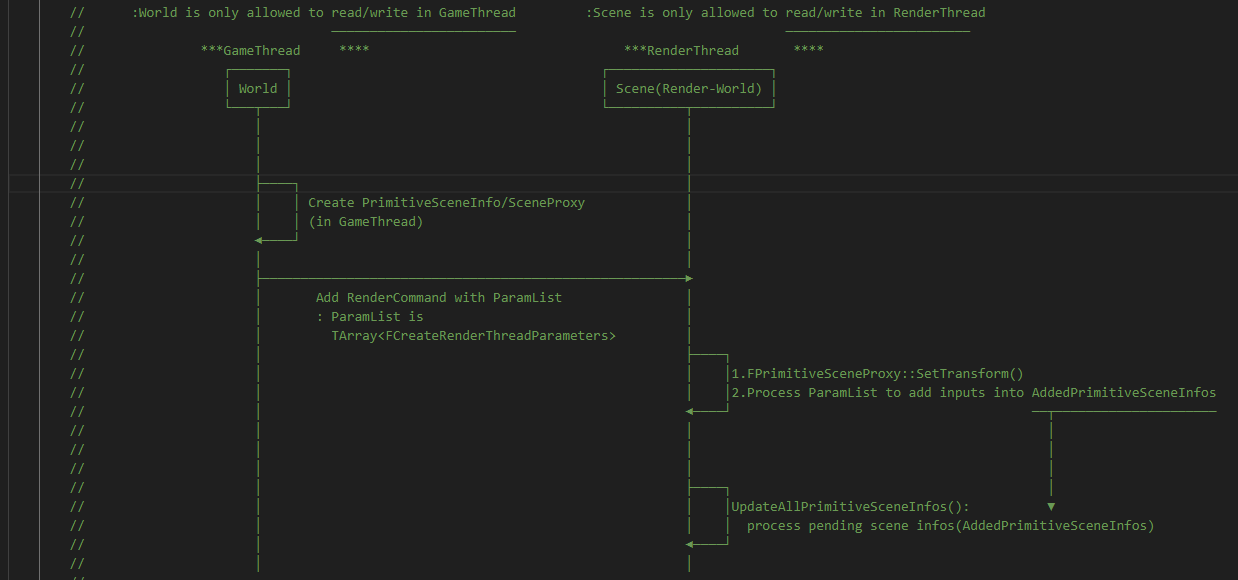 // :World is only allowed to read/write in GameThread :Scene is only allowed to read/write in RenderThread
//
// ***GameThread **** ***RenderThread ****
//
// World Scene(Render-World)
//
//
//
//
//
// Create PrimitiveSceneInfo/SceneProxy
// (in GameThread)
//
//
//
// Add RenderCommand with ParamList
// : ParamList is
// TArray<FCreateRenderThreadParameters>
//
// 1.FPrimitiveSceneProxy::SetTransform()
// 2.Process ParamList to add inputs into AddedPrimitiveSceneInfos
//
//
//
//
//
// UpdateAllPrimitiveSceneInfos():
// process pending scene infos(AddedPrimitiveSceneInfos)
//
//